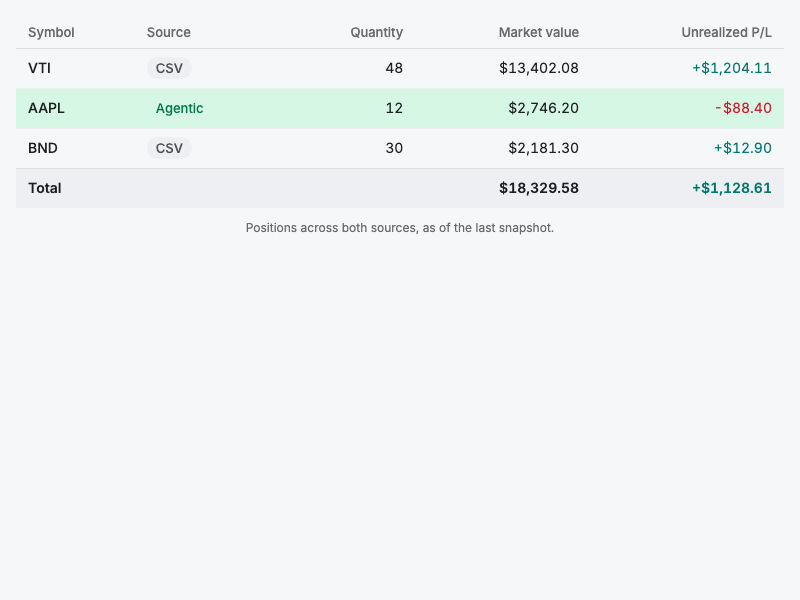 Symbol Source Quantity Market value Unrealized P/L
VTI CSV 48 $13,402.08 +$1,204.11
AAPL Agentic 12 $2,746.20 -$88.40
BND CSV 30 $2,181.30 +$12.90
Total $18,329.58 +$1,128.61
Positions across both sources, as of the last snapshot.